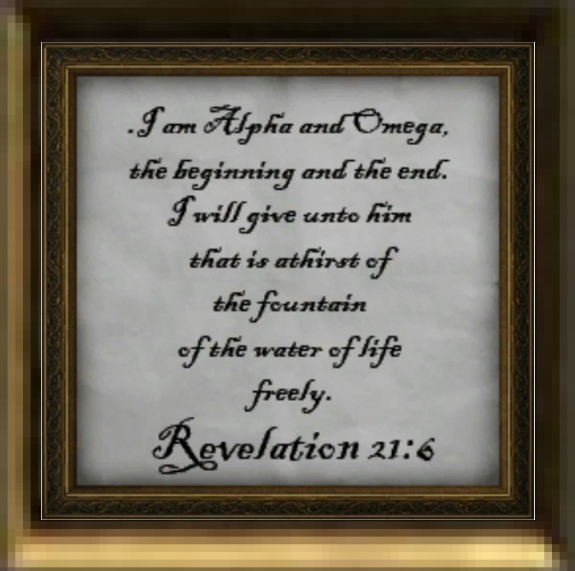 .I am Alpha and Omega,
the beginning and the end.
I will give unto him
that is athirst of
the fountain
of the water of life
freely.
Revelation 21:6